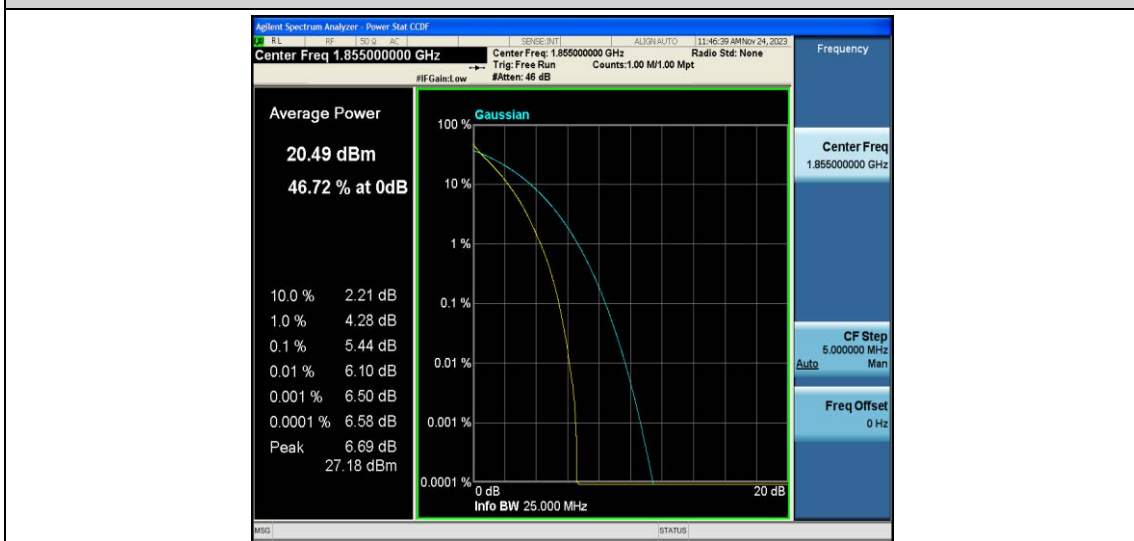 Agilent Spectrum Analyzer - Power Stat CCDF
RL RF 50 Ω AC SENSE:INT ALIGN AUTO 11:46:39 AM Nov 24, 2023
Center Freq 1.855000000 GHz
Center Freq: 1.855000000 GHz Radio Std: None
Trig: Free Run Counts:1.00 M/1.00 Mpt
#IFGain:Low #Atten: 46 dB
Frequency
Average Power
20.49 dBm
46.72 % at 0dB
10.0 % 2.21 dB
1.0 % 4.28 dB
0.1 % 5.44 dB
0.01 % 6.10 dB
0.001 % 6.50 dB
0.0001 % 6.58 dB
Peak 6.69 dB
27.18 dBm
Gaussian
100 %
10 %
1 %
0.1 %
0.01 %
0.001 %
0.0001 %
0 dB 20 dB
Info BW 25.000 MHz
Center Freq
1.855000000 GHz
CF Step
5.000000 MHz
Auto Man
Freq Offset
0 Hz
MSG STATUS